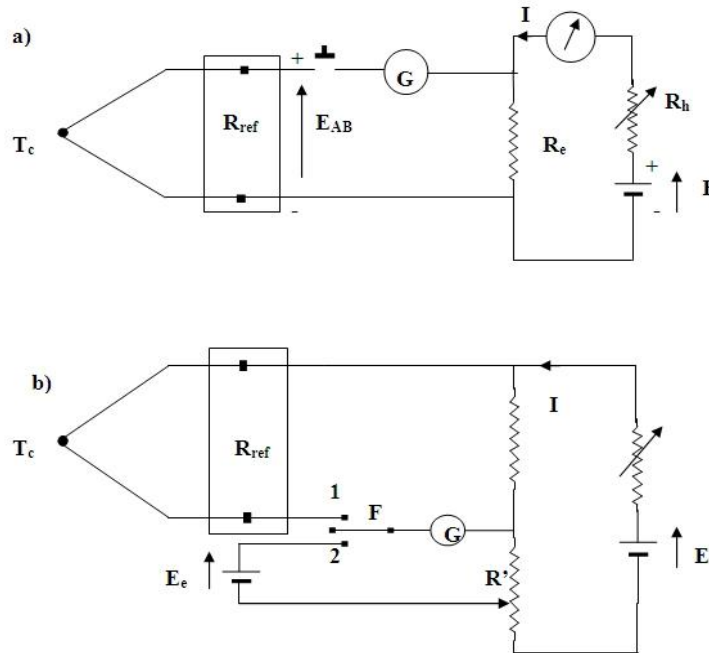 a)
I
+
G
R_ref
E_AB
T_c
R_e
R_h
+
E
-
-
b)
I
T_c
R_ref
1
F
G
2
E_e
R'
E